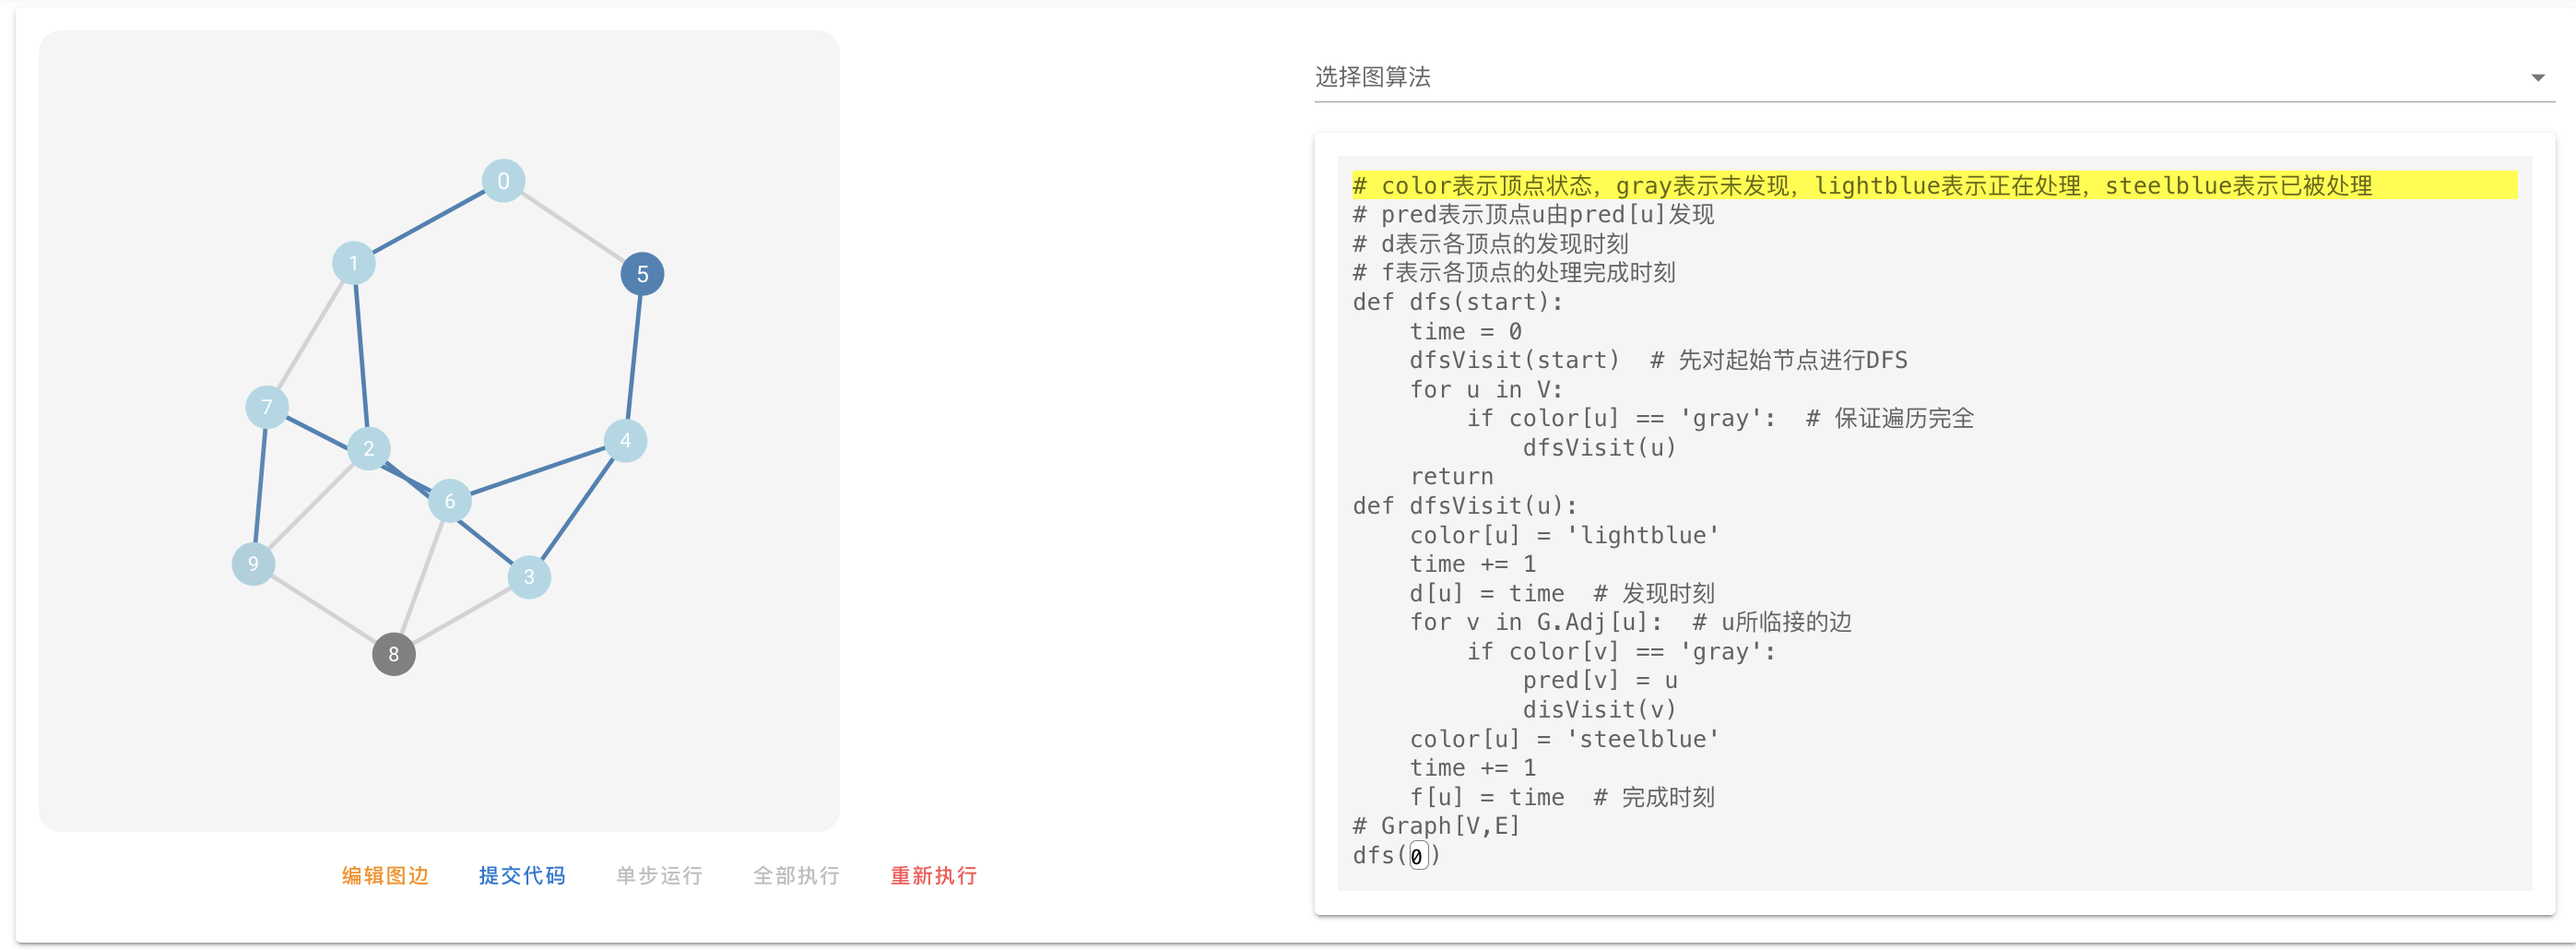 0
1
5
7
2
4
6
9
3
8
编辑图边 提交代码 单步运行 全部执行 重新执行
选择图算法
# color表示顶点状态，gray表示未发现，lightblue表示正在处理，steelblue表示已被处理
# pred表示顶点u由pred[u]发现
# d表示各顶点的发现时刻
# f表示各顶点的处理完成时刻
def dfs(start):
    time = 0
    dfsVisit(start)  # 先对起始节点进行DFS
    for u in V:
        if color[u] == 'gray':  # 保证遍历完全
            dfsVisit(u)
    return
def dfsVisit(u):
    color[u] = 'lightblue'
    time += 1
    d[u] = time  # 发现时刻
    for v in G.Adj[u]:  # u所临接的边
        if color[v] == 'gray':
            pred[v] = u
            disVisit(v)
    color[u] = 'steelblue'
    time += 1
    f[u] = time  # 完成时刻
# Graph[V,E]
dfs(0)